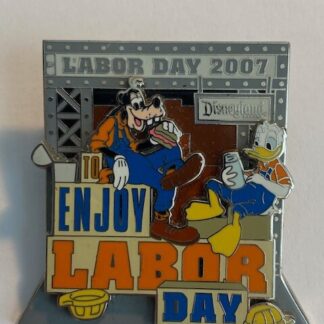 LABOR DAY 2007
Disneyland
TO
ENJOY
LABOR
DAY